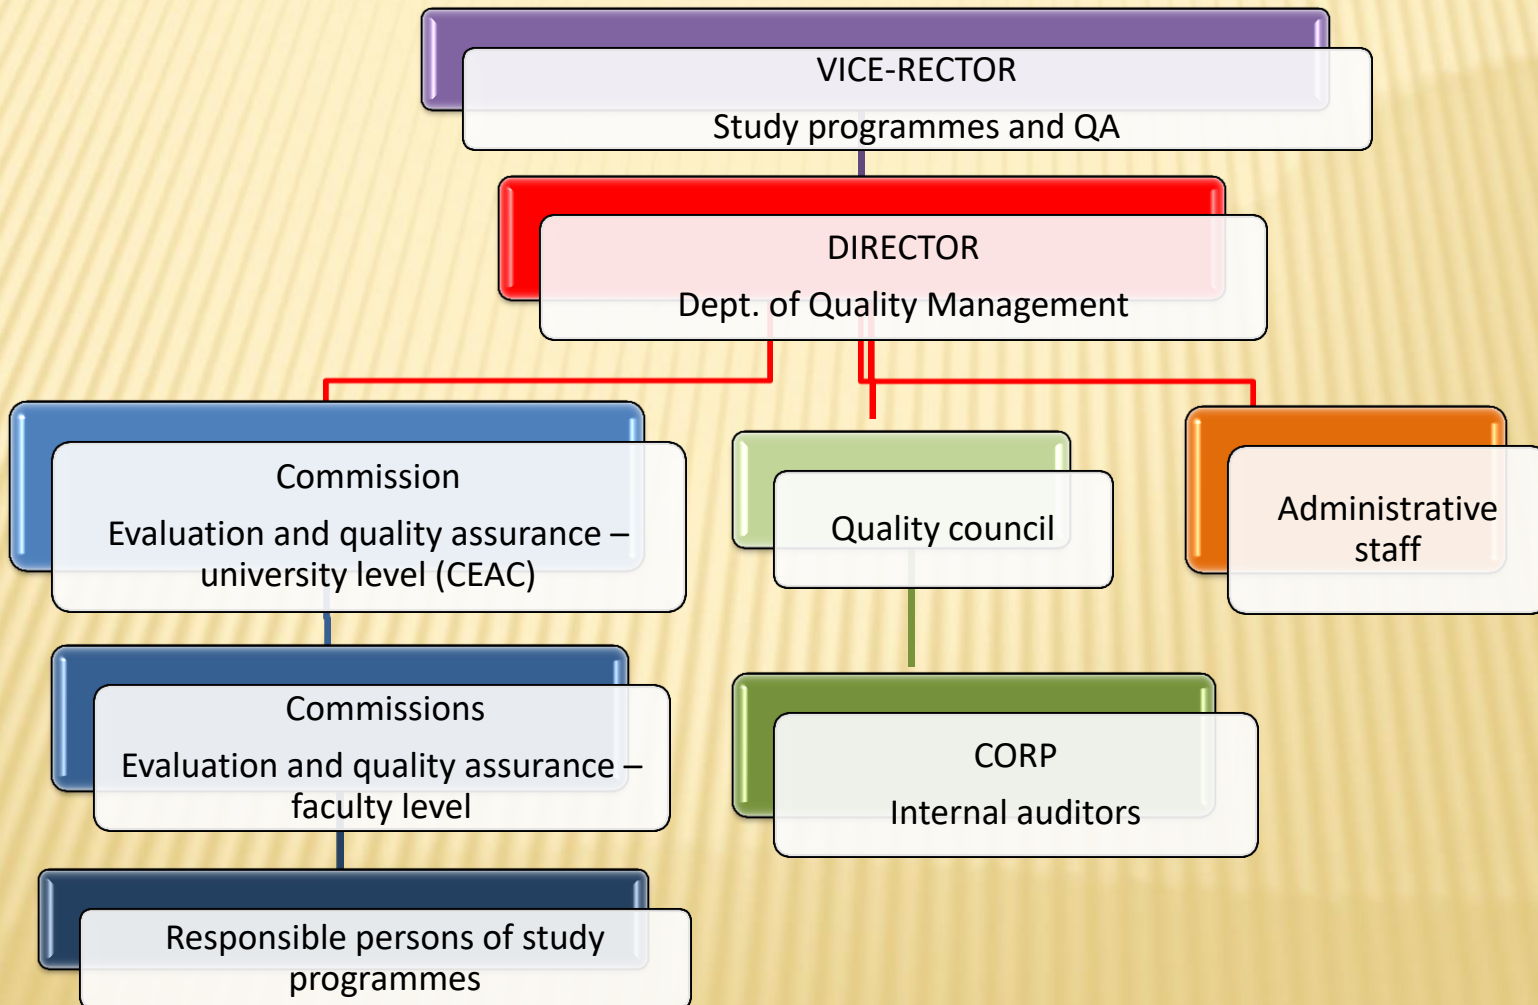 VICE-RECTOR
Study programmes and QA
DIRECTOR
Dept. of Quality Management
Commission
Evaluation and quality assurance –
university level (CEAC)
Quality council
Administrative
staff
Commissions
Evaluation and quality assurance –
faculty level
CORP
Internal auditors
Responsible persons of study
programmes